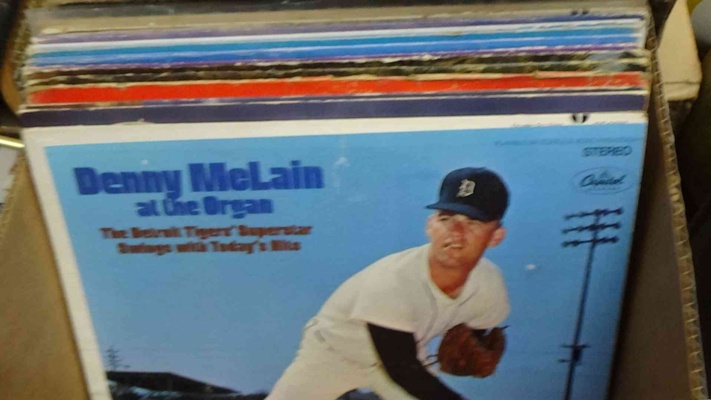 STEREO
Capitol
Denny McLain
at the Organ
The Detroit Tigers' Superstar
Swings with Today's Hits